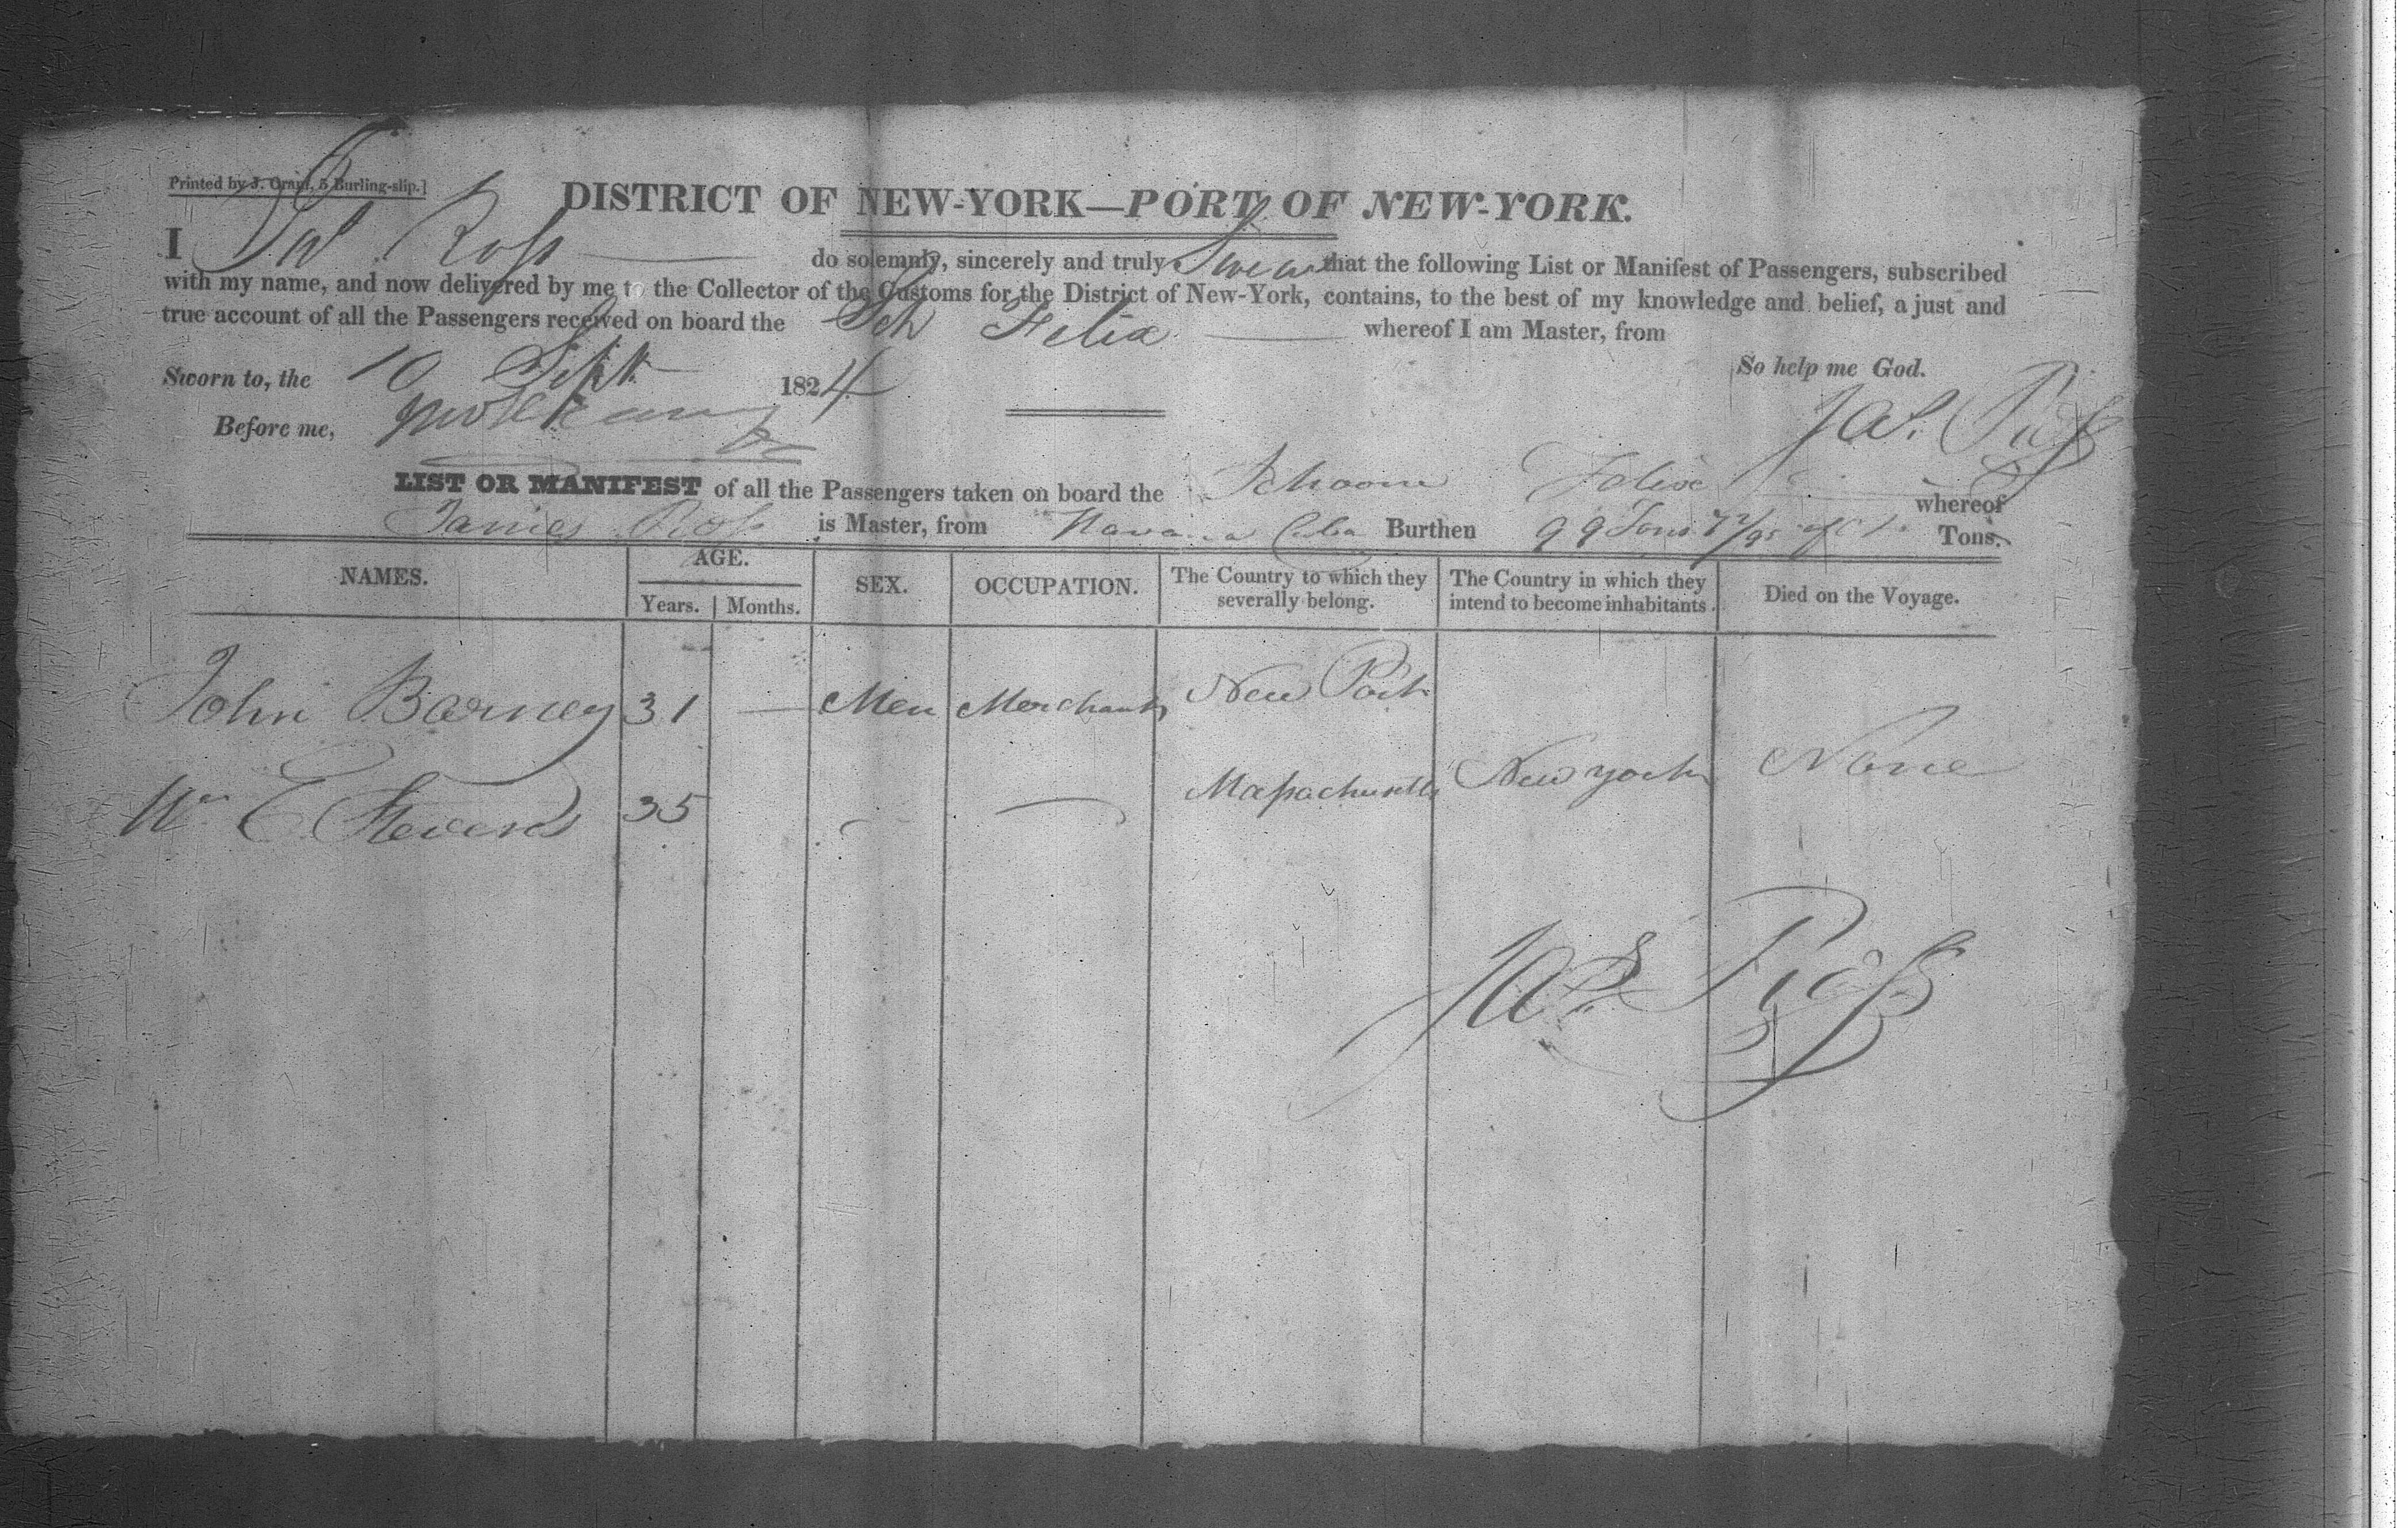 Printed by J. Grant, 5 Burling-slip.]
DISTRICT OF NEW-YORK—PORT OF NEW-YORK.
I Jas Ross do solemnly, sincerely and truly Swear that the following List or Manifest of Passengers, subscribed
with my name, and now delivered by me to the Collector of the Customs for the District of New-York, contains, to the best of my knowledge and belief, a just and
true account of all the Passengers received on board the Sch Felix whereof I am Master, from
So help me God.
Sworn to, the 10 Sept 1824
Jas. Ross
Before me,
LIST OR MANIFEST of all the Passengers taken on board the Schooner Felix whereof
James Ross is Master, from Havana Cuba Burthen 99 Tons Tons.
NAMES. AGE. SEX. OCCUPATION. The Country to which they severally belong. The Country in which they intend to become inhabitants. Died on the Voyage.
Years. Months.
John Barney 31 — Men Merchants New Port
Wm E Stevens 35 Massachusetts New york None
Jas Ross